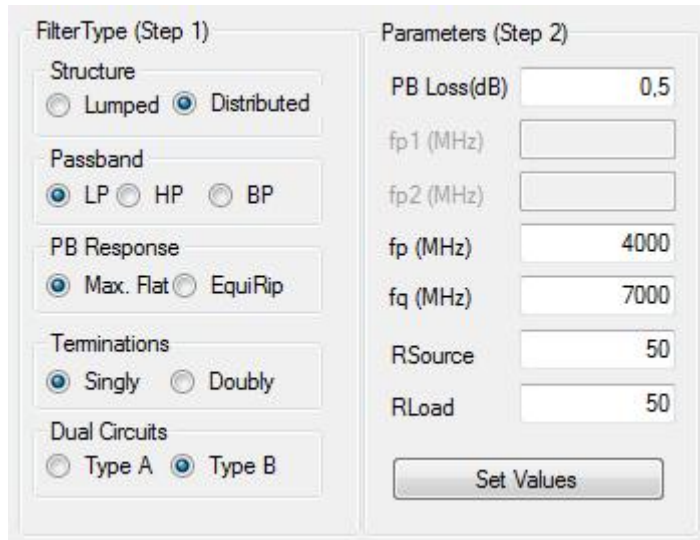 FilterType (Step 1)
Structure
Lumped Distributed
Passband
LP HP BP
PB Response
Max. Flat EquiRip
Terminations
Singly Doubly
Dual Circuits
Type A Type B
Parameters (Step 2)
PB Loss(dB) 0,5
fp1 (MHz)
fp2 (MHz)
fp (MHz) 4000
fq (MHz) 7000
RSource 50
RLoad 50
Set Values